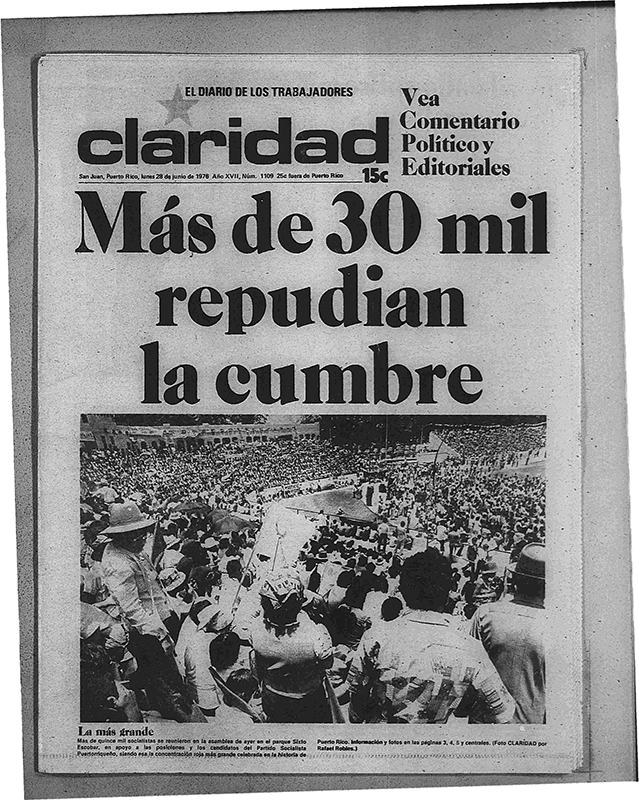 EL DIARIO DE LOS TRABAJADORES
claridad
Vea
Comentario
Político y
Editoriales
San Juan, Puerto Rico, lunes 28 de junio de 1976 Año XVII, Núm. 1109 25c fuera de Puerto Rico
15c
Más de 30 mil
repudian
la cumbre
La más grande
Más de quince mil socialistas se reunieron en la asamblea de ayer en el parque Sixto
Escobar, en apoyo a las posiciones y los candidatos del Partido Socialista
Puertorriqueño, siendo esa la concentración roja más grande celebrada en la historia de
Puerto Rico. Información y fotos en las páginas 3, 4, 5 y centrales. (Foto CLARIDAD por
Rafael Robles.)